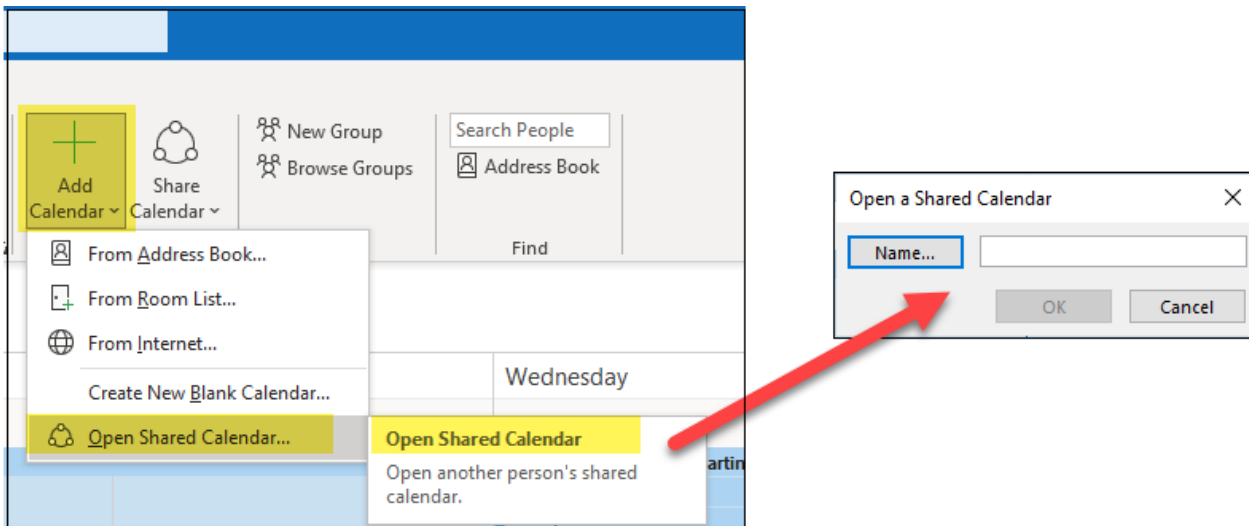 Add
Calendar
Share
Calendar
New Group
Browse Groups
Search People
Address Book
Find
From Address Book...
From Room List...
From Internet...
Create New Blank Calendar...
Open Shared Calendar...
Wednesday
Open Shared Calendar
Open another person's shared
calendar.
artin
Open a Shared Calendar
Name...
OK
Cancel